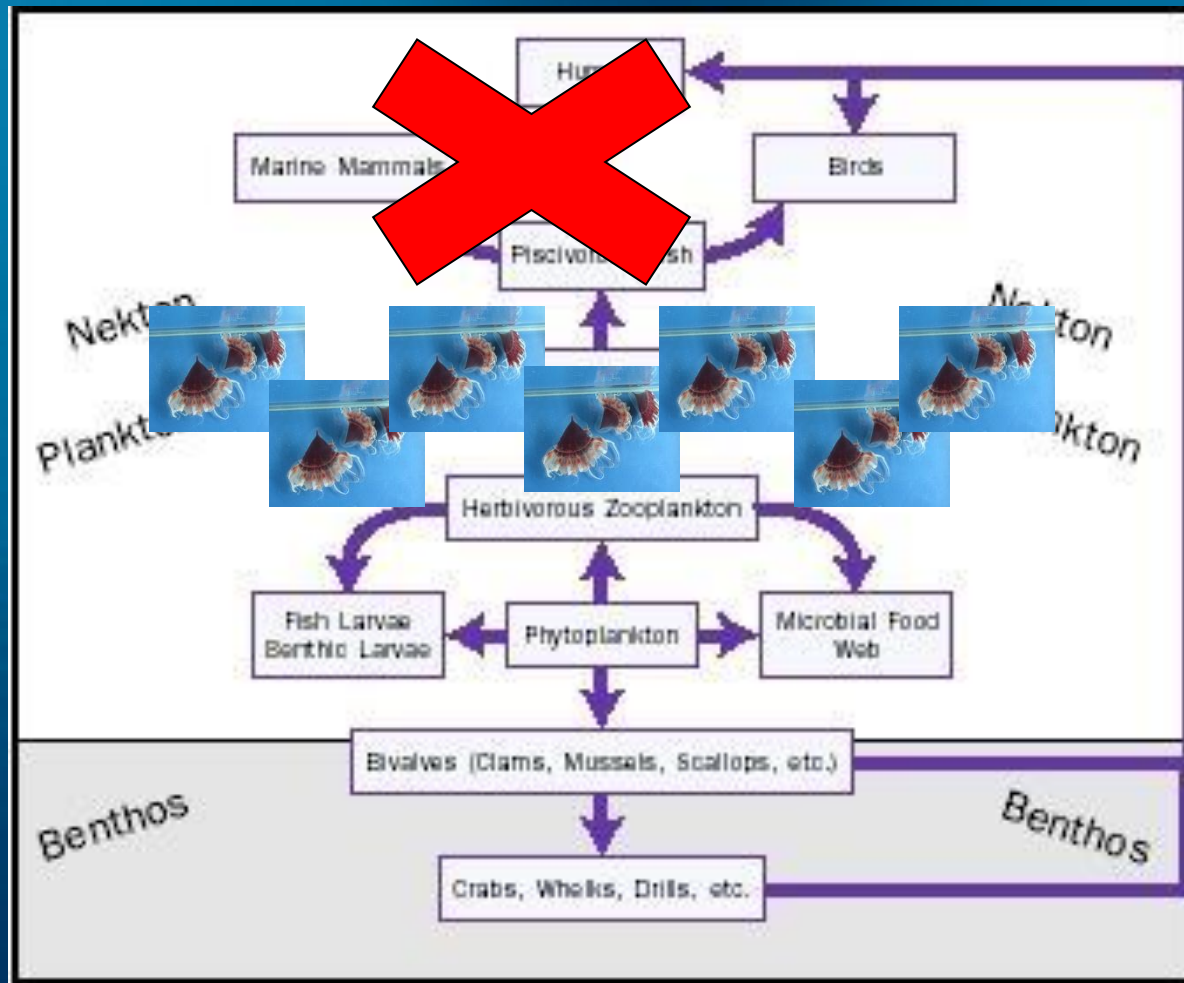 Marine Mammals
Birds
Nekton
Nekton
Herbivorous Zooplankton
Fish Larvae
Benthic Larvae
Phytoplankton
Microbial Food
Web
Bivalves (Clams, Mussels, Scallops, etc.)
Benthos
Benthos
Crabs, Whelks, Drills, etc.